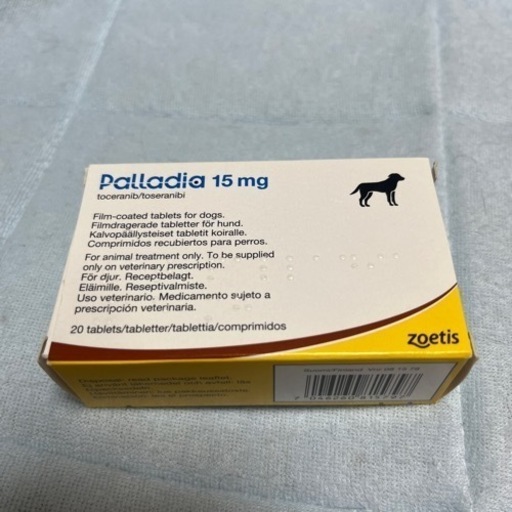 Palladia 15 mg
toceranib/toseranibi
Film-coated tablets for dogs.
Filmdragerade tabletter för hund.
Kalvopäällysteiset tabletit koiralle.
Comprimidos recubiertos para perros.
For animal treatment only. To be supplied
only on veterinary prescription.
För djur. Receptbelagt.
Eläimille. Reseptivalmiste.
Uso veterinario. Medicamento sujeto a
prescripción veterinaria.
20 tablets/tabletter/tablettia/comprimidos
zoetis